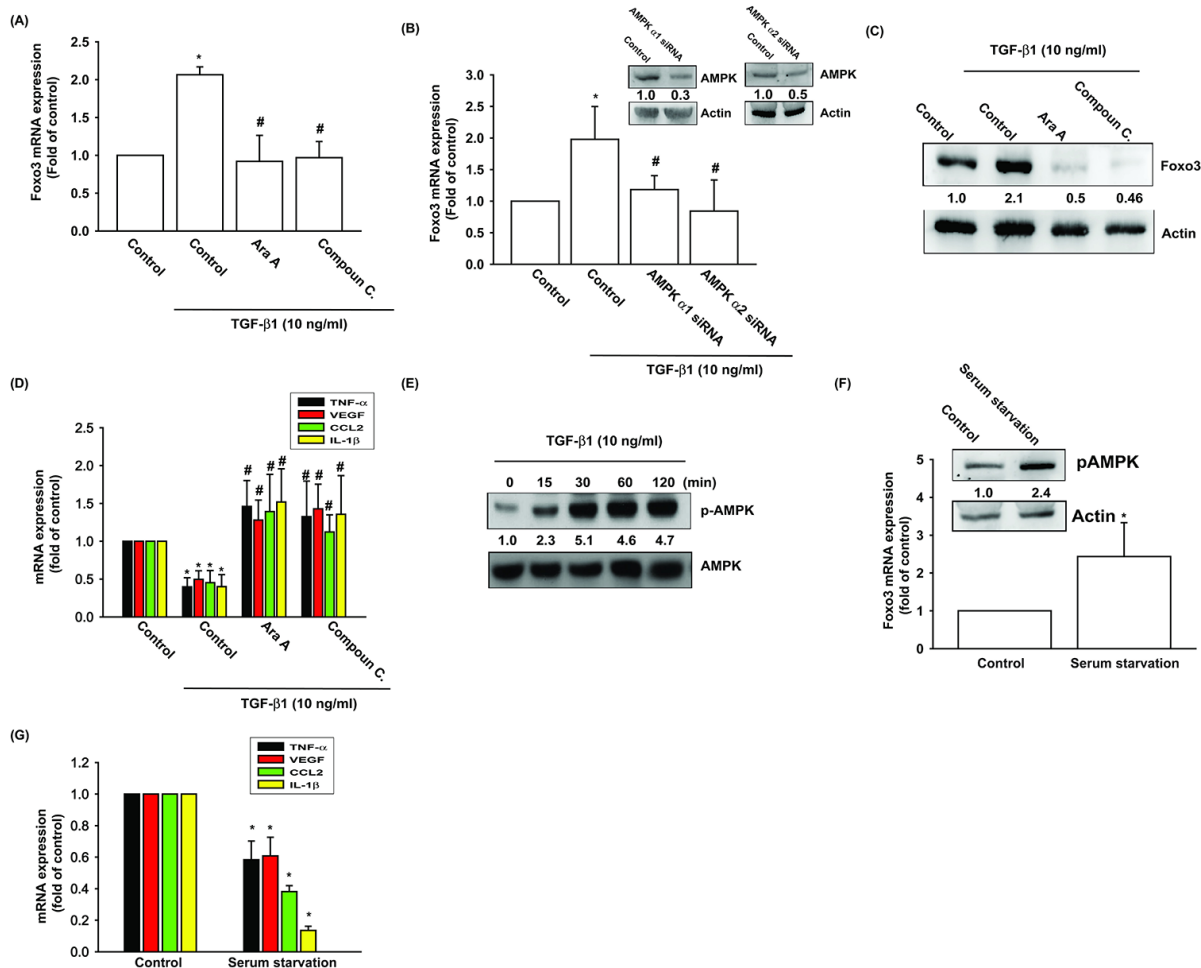 (A)
Foxo3 mRNA expression
(Fold of control)
2.5
2.0
1.5
1.0
0.5
0.0
*
#
#
Control
Control
Ara A
Compoun C.
TGF-β1 (10 ng/ml)
(B)
Foxo3 mRNA expression
(Fold of control)
3.0
2.5
2.0
1.5
1.0
0.5
0.0
*
#
#
Control
AMPK α1 siRNA
AMPK
1.0 0.3
Actin
Control
AMPK α2 siRNA
AMPK
1.0 0.5
Actin
Control
Control
AMPK α1 siRNA
AMPK α2 siRNA
TGF-β1 (10 ng/ml)
(C)
TGF-β1 (10 ng/ml)
Control
Control
Ara A
Compoun C.
Foxo3
1.0 2.1 0.5 0.46
Actin
(D)
TNF-α
VEGF
CCL2
IL-1β
mRNA expression
(fold of control)
2.5
2.0
1.5
1.0
0.5
0.0
* * * *
# # # #
# # # #
Control
Control
Ara A
Compoun C.
TGF-β1 (10 ng/ml)
(E)
TGF-β1 (10 ng/ml)
0 15 30 60 120 (min)
p-AMPK
1.0 2.3 5.1 4.6 4.7
AMPK
(F)
Control
Serum starvation
pAMPK
1.0 2.4
Actin
*
Foxo3 mRNA expression
(fold of control)
5
4
3
2
1
0
Control
Serum starvation
(G)
TNF-α
VEGF
CCL2
IL-1β
mRNA expression
(fold of control)
1.2
1.0
0.8
0.6
0.4
0.2
0.0
* * * *
Control
Serum starvation